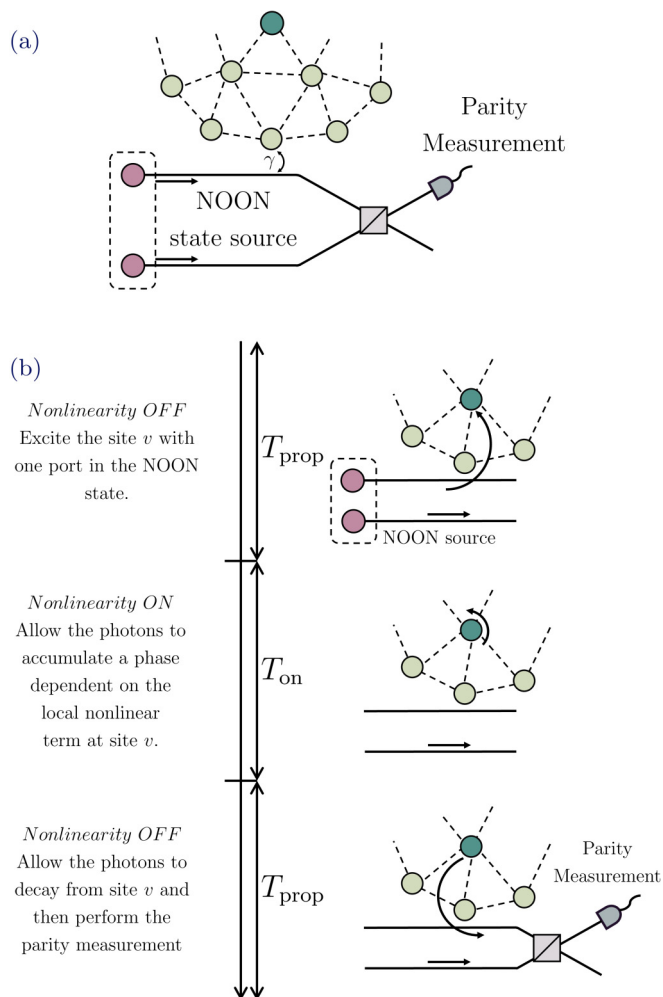 (a)
Parity
Measurement
γ
NOON
state source
(b)
Nonlinearity OFF
Excite the site v with
one port in the NOON
state.
T_prop
NOON source
Nonlinearity ON
Allow the photons to
accumulate a phase
dependent on the
local nonlinear
term at site v.
T_on
Nonlinearity OFF
Allow the photons to
decay from site v and
then perform the
parity measurement
T_prop
Parity
Measurement